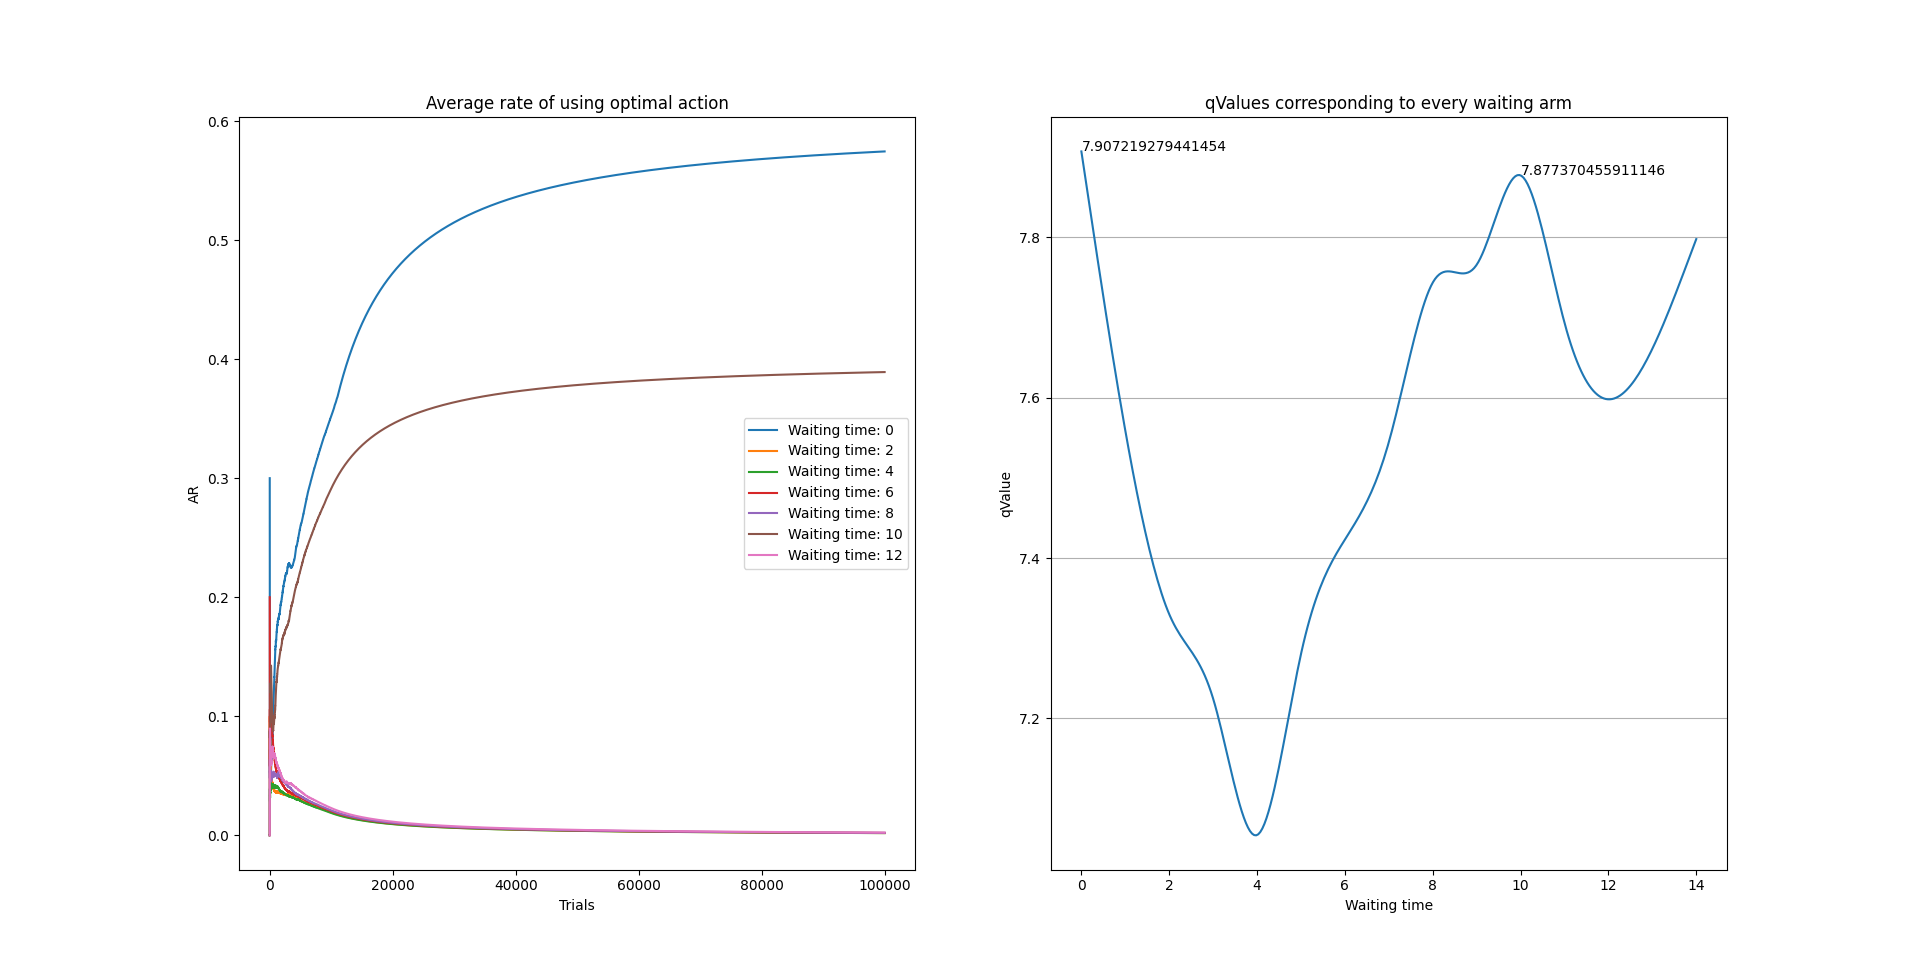 Average rate of using optimal action
0.6
0.5
0.4
0.3
0.2
0.1
0.0
AR
0 20000 40000 60000 80000 100000
Trials
Waiting time: 0
Waiting time: 2
Waiting time: 4
Waiting time: 6
Waiting time: 8
Waiting time: 10
Waiting time: 12
qValues corresponding to every waiting arm
7.907219279441454
7.877370455911146
7.8
7.6
7.4
7.2
qValue
0 2 4 6 8 10 12 14
Waiting time